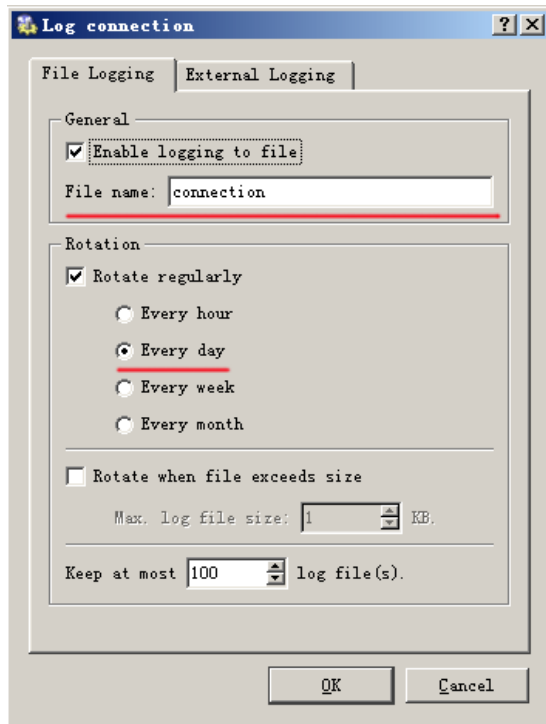 Log connection
File Logging External Logging
General
Enable logging to file
File name: connection
Rotation
Rotate regularly
Every hour
Every day
Every week
Every month
Rotate when file exceeds size
Max. log file size: 1 KB.
Keep at most 100 log file(s).
OK Cancel